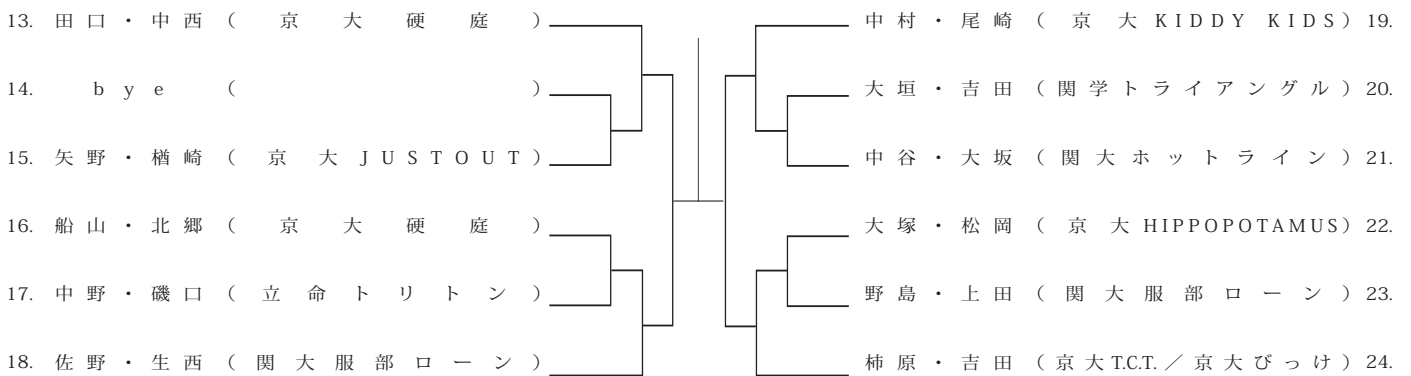 13. 田口・中西（京大硬庭）
14. bye（ ）
15. 矢野・楢崎（京大JUSTOUT）
16. 船山・北郷（京大硬庭）
17. 中野・磯口（立命トリトン）
18. 佐野・生西（関大服部ローン）
中村・尾崎（京大KIDDY KIDS）19.
大垣・吉田（関学トライアングル）20.
中谷・大坂（関大ホットライン）21.
大塚・松岡（京大HIPPOPOTAMUS）22.
野島・上田（関大服部ローン）23.
柿原・吉田（京大T.C.T.／京大びっけ）24.